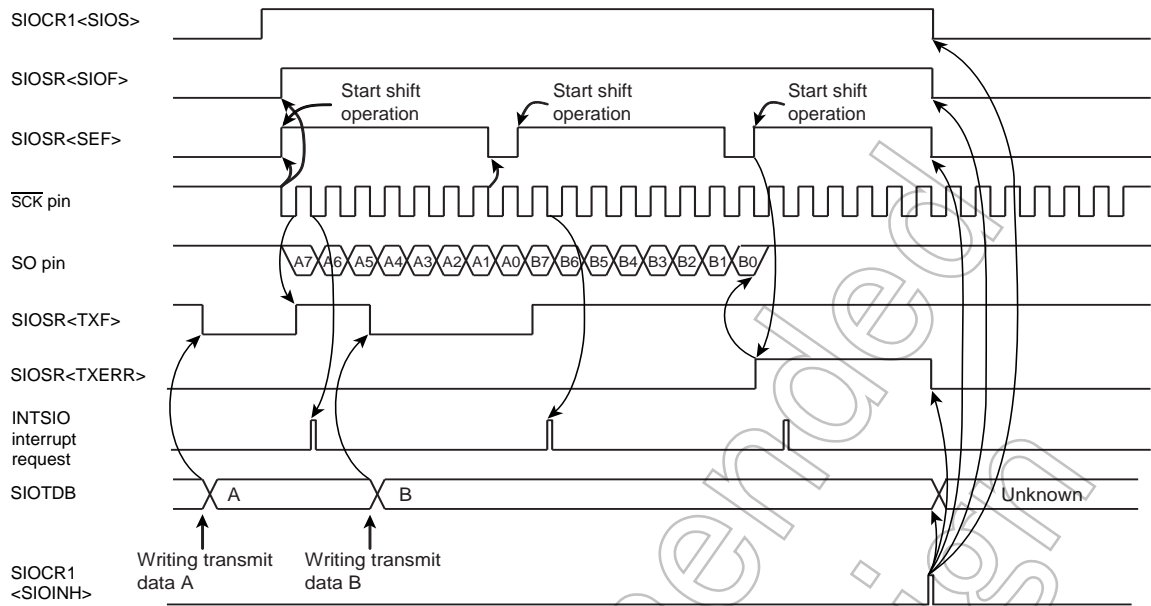 SIOCR1<SIOS>
SIOSR<SIOF>
Start shift
operation
Start shift
operation
Start shift
operation
SIOSR<SEF>
SCK pin
SO pin
A7 A6 A5 A4 A3 A2 A1 A0 B7 B6 B5 B4 B3 B2 B1 B0
SIOSR<TXF>
SIOSR<TXERR>
INTSIO
interrupt
request
SIOTDB
A
B
Unknown
Writing transmit
data A
Writing transmit
data B
SIOCR1
<SIOINH>